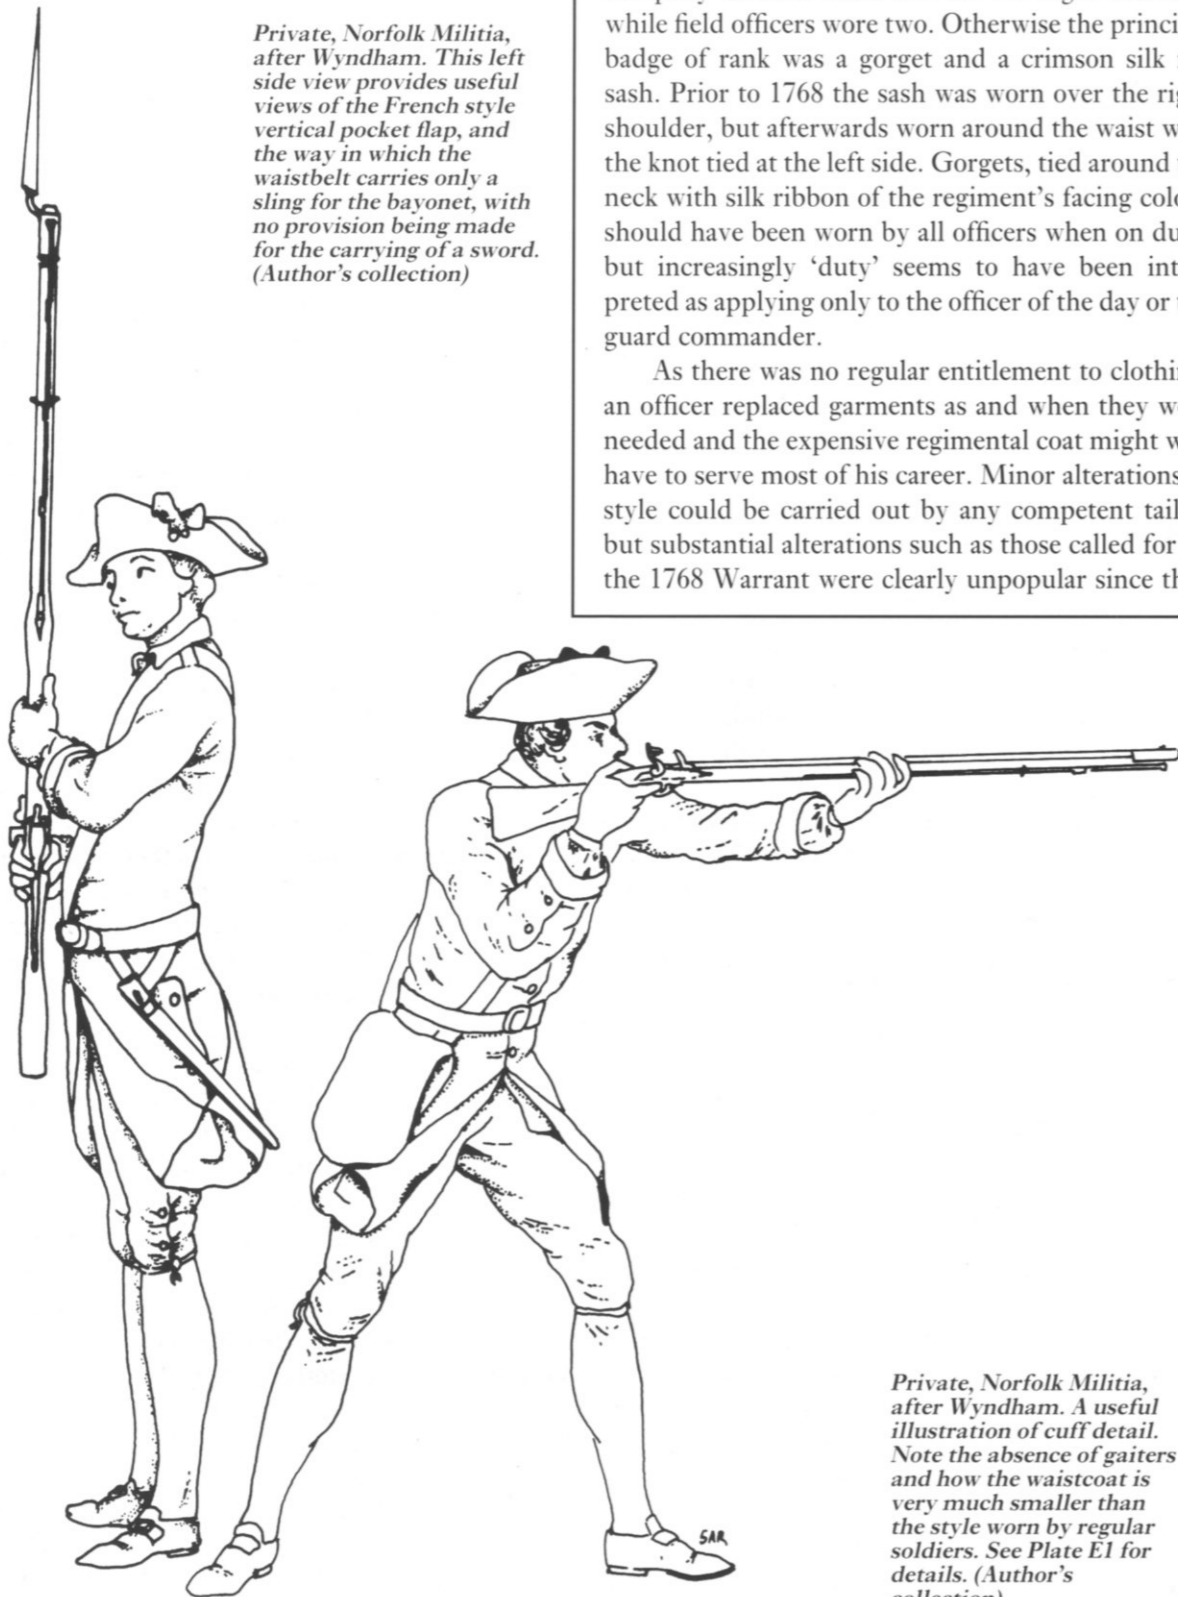 Private, Norfolk Militia,
after Wyndham. This left
side view provides useful
views of the French style
vertical pocket flap, and
the way in which the
waistbelt carries only a
sling for the bayonet, with
no provision being made
for the carrying of a sword.
(Author's collection)
while field officers wore two. Otherwise the princi
badge of rank was a gorget and a crimson silk
sash. Prior to 1768 the sash was worn over the rig
shoulder, but afterwards worn around the waist w
the knot tied at the left side. Gorgets, tied around
neck with silk ribbon of the regiment's facing colo
should have been worn by all officers when on du
but increasingly 'duty' seems to have been int
preted as applying only to the officer of the day or
guard commander.
As there was no regular entitlement to clothi
an officer replaced garments as and when they w
needed and the expensive regimental coat might w
have to serve most of his career. Minor alterations
style could be carried out by any competent tail
but substantial alterations such as those called for
the 1768 Warrant were clearly unpopular since th
SAR
Private, Norfolk Militia,
after Wyndham. A useful
illustration of cuff detail.
Note the absence of gaiters
and how the waistcoat is
very much smaller than
the style worn by regular
soldiers. See Plate E1 for
details. (Author's
collection)